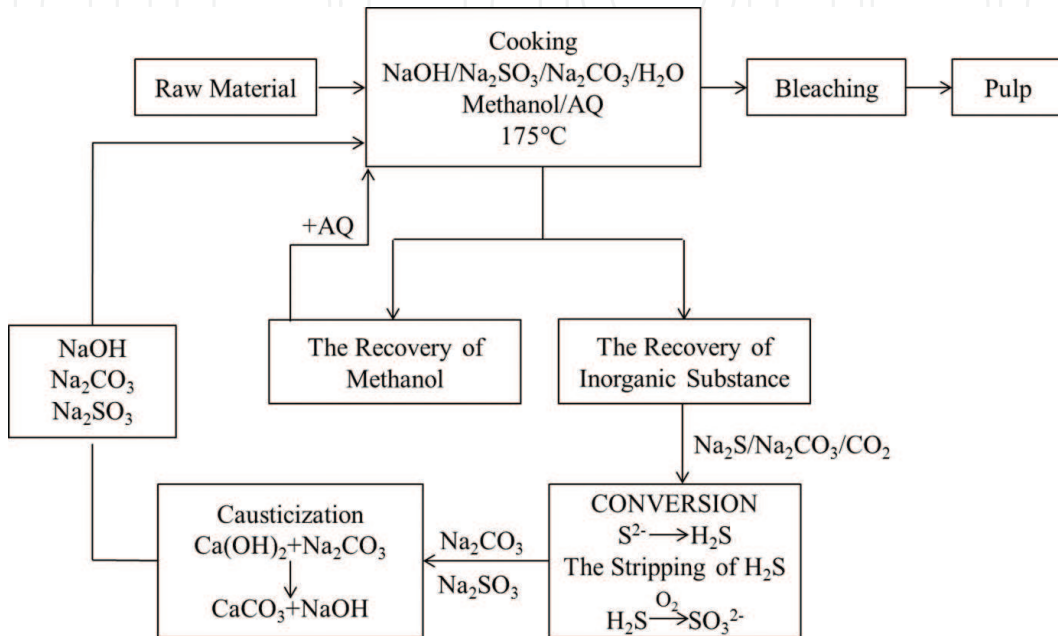 Cooking
NaOH/Na₂SO₃/Na₂CO₃/H₂O
Methanol/AQ
175℃
Raw Material
Bleaching
Pulp
+AQ
The Recovery of
Methanol
The Recovery of
Inorganic Substance
NaOH
Na₂CO₃
Na₂SO₃
Na₂S/Na₂CO₃/CO₂
CONVERSION
S²⁻→H₂S
The Stripping of H₂S
O₂
H₂S→SO₃²⁻
Na₂CO₃
Na₂SO₃
Causticization
Ca(OH)₂+Na₂CO₃
CaCO₃+NaOH